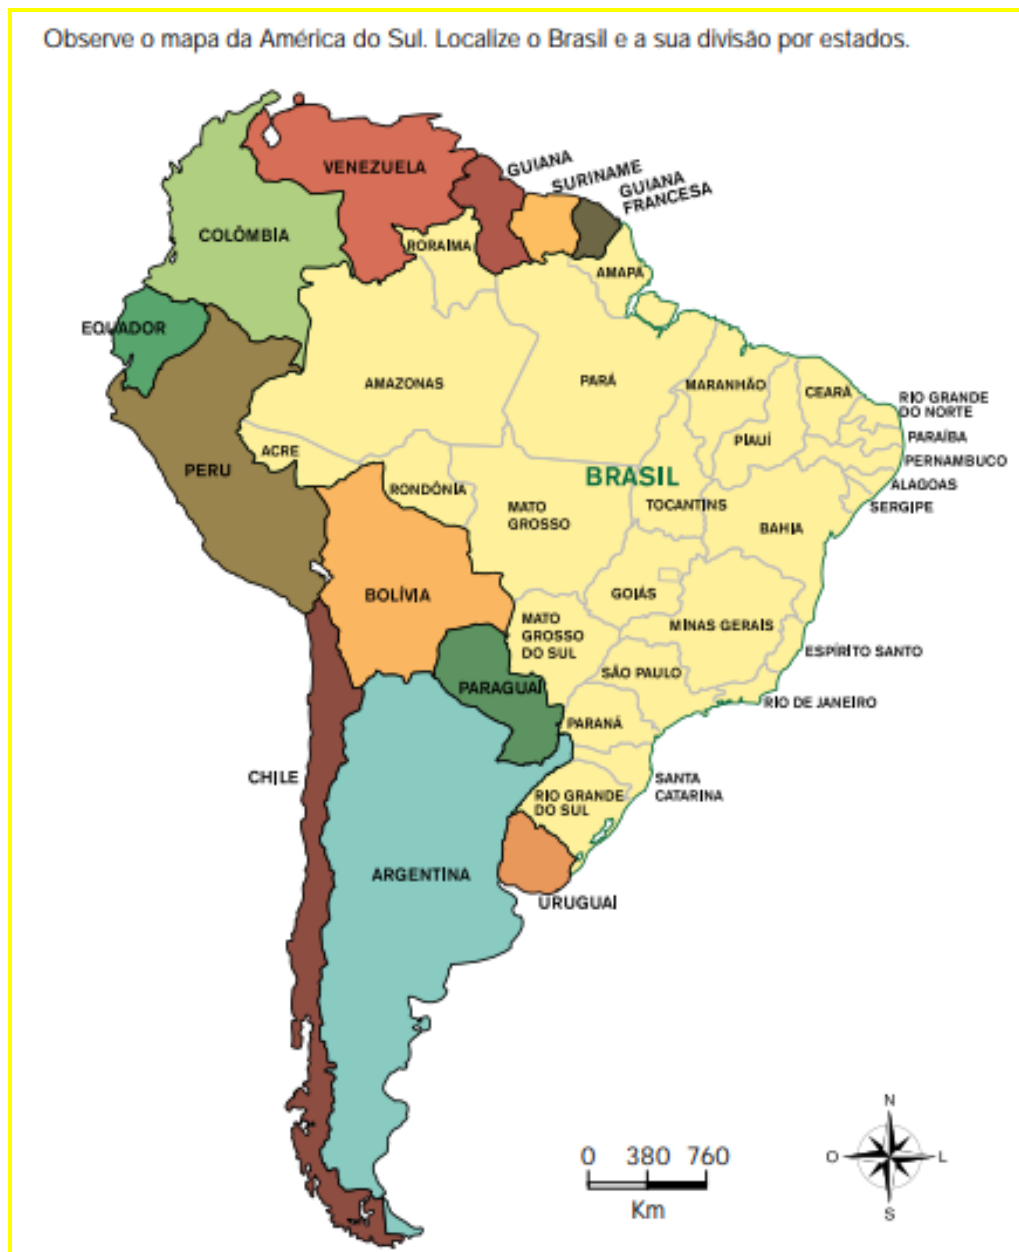 Observe o mapa da América do Sul. Localize o Brasil e a sua divisão por estados.
VENEZUELA
GUIANA
SURINAME
GUIANA
FRANCESA
COLÔMBIA
RORAIMA
AMAPÁ
EQUADOR
AMAZONAS
PARÁ
MARANHÃO
CEARÁ
RIO GRANDE
DO NORTE
PARAÍBA
PIAUÍ
PERNAMBUCO
ACRE
PERU
BRASIL
ALAGOAS
SERGIPE
RONDÔNIA
TOCANTINS
MATO
GROSSO
BAHIA
BOLÍVIA
GOIÁS
MATO
GROSSO
DO SUL
MINAS GERAIS
ESPÍRITO SANTO
SÃO PAULO
PARAGUAI
RIO DE JANEIRO
PARANÁ
CHILE
SANTA
CATARINA
RIO GRANDE
DO SUL
ARGENTINA
URUGUAI
N
O
L
S
0 380 760
Km